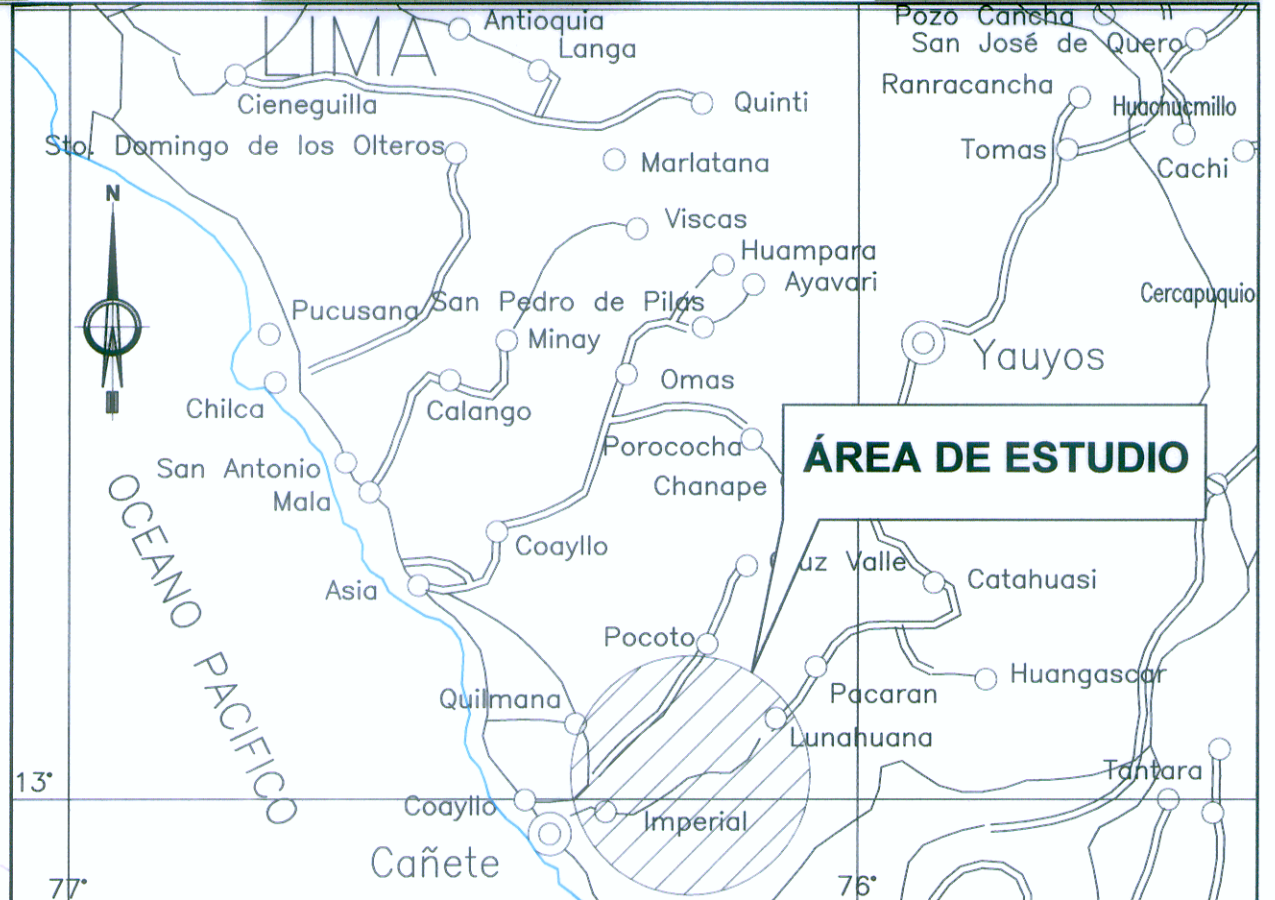 Antioquia
Pozo Cancha
LIMA
San José de Quero
Langa
Ranracancha
Cieneguilla
Quinti
Huachucmillo
Sto. Domingo de los Olteros
Marlatana
Tomas
Cachi
N
Viscas
Huampara
Ayavari
Cercapuquio
Pucusana
San Pedro de Pilas
Minay
Yauyos
Omas
Chilca
Calango
Porococha
ÁREA DE ESTUDIO
San Antonio
Chanape
Mala
OCEANO PACIFICO
Coayllo
uz Valle
Catahuasi
Asia
Pocoto
Huangascar
Quilmana
Pacaran
Lunahuana
13°
Tantara
Coayllo
Imperial
Cañete
77°
76°